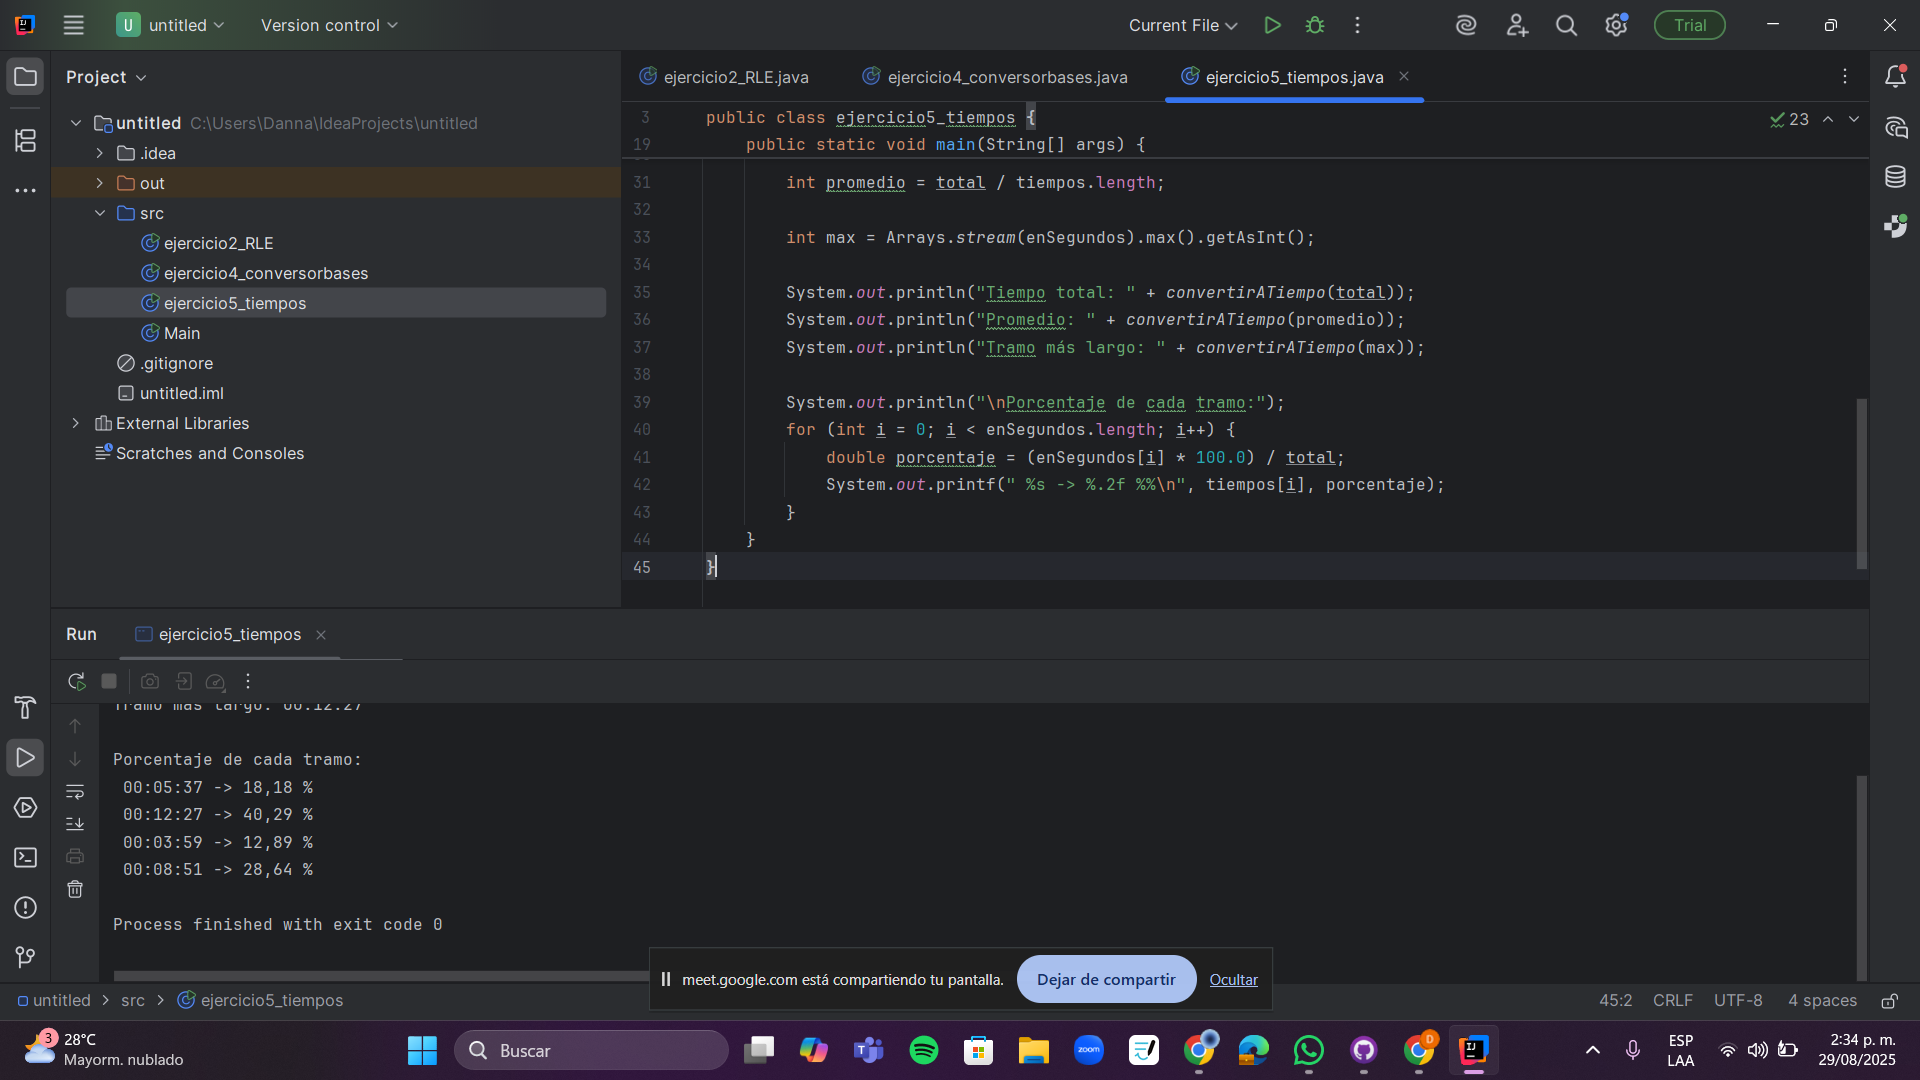 U untitled Version control Current File Trial
Project
ejercicio2_RLE.java ejercicio4_conversorbases.java ejercicio5_tiempos.java
untitled C:\Users\Danna\IdeaProjects\untitled
.idea
out
src
ejercicio2_RLE
ejercicio4_conversorbases
ejercicio5_tiempos
Main
.gitignore
untitled.iml
External Libraries
Scratches and Consoles
23
3 public class ejercicio5_tiempos {
19 public static void main(String[] args) {
31 int promedio = total / tiempos.length;
32
33 int max = Arrays.stream(enSegundos).max().getAsInt();
34
35 System.out.println("Tiempo total: " + convertirATiempo(total));
36 System.out.println("Promedio: " + convertirATiempo(promedio));
37 System.out.println("Tramo más largo: " + convertirATiempo(max));
38
39 System.out.println("\nPorcentaje de cada tramo:");
40 for (int i = 0; i < enSegundos.length; i++) {
41 double porcentaje = (enSegundos[i] * 100.0) / total;
42 System.out.printf(" %s -> %.2f %%\n", tiempos[i], porcentaje);
43 }
44 }
45 }
Run ejercicio5_tiempos
Tramo más largo: 00:12:27
Porcentaje de cada tramo:
00:05:37 -> 18,18 %
00:12:27 -> 40,29 %
00:03:59 -> 12,89 %
00:08:51 -> 28,64 %
Process finished with exit code 0
meet.google.com está compartiendo tu pantalla. Dejar de compartir Ocultar
untitled > src > ejercicio5_tiempos 45:2 CRLF UTF-8 4 spaces
3 28°C
Mayorm. nublado
Buscar
zoom
D
ESP
LAA
2:34 p. m.
29/08/2025